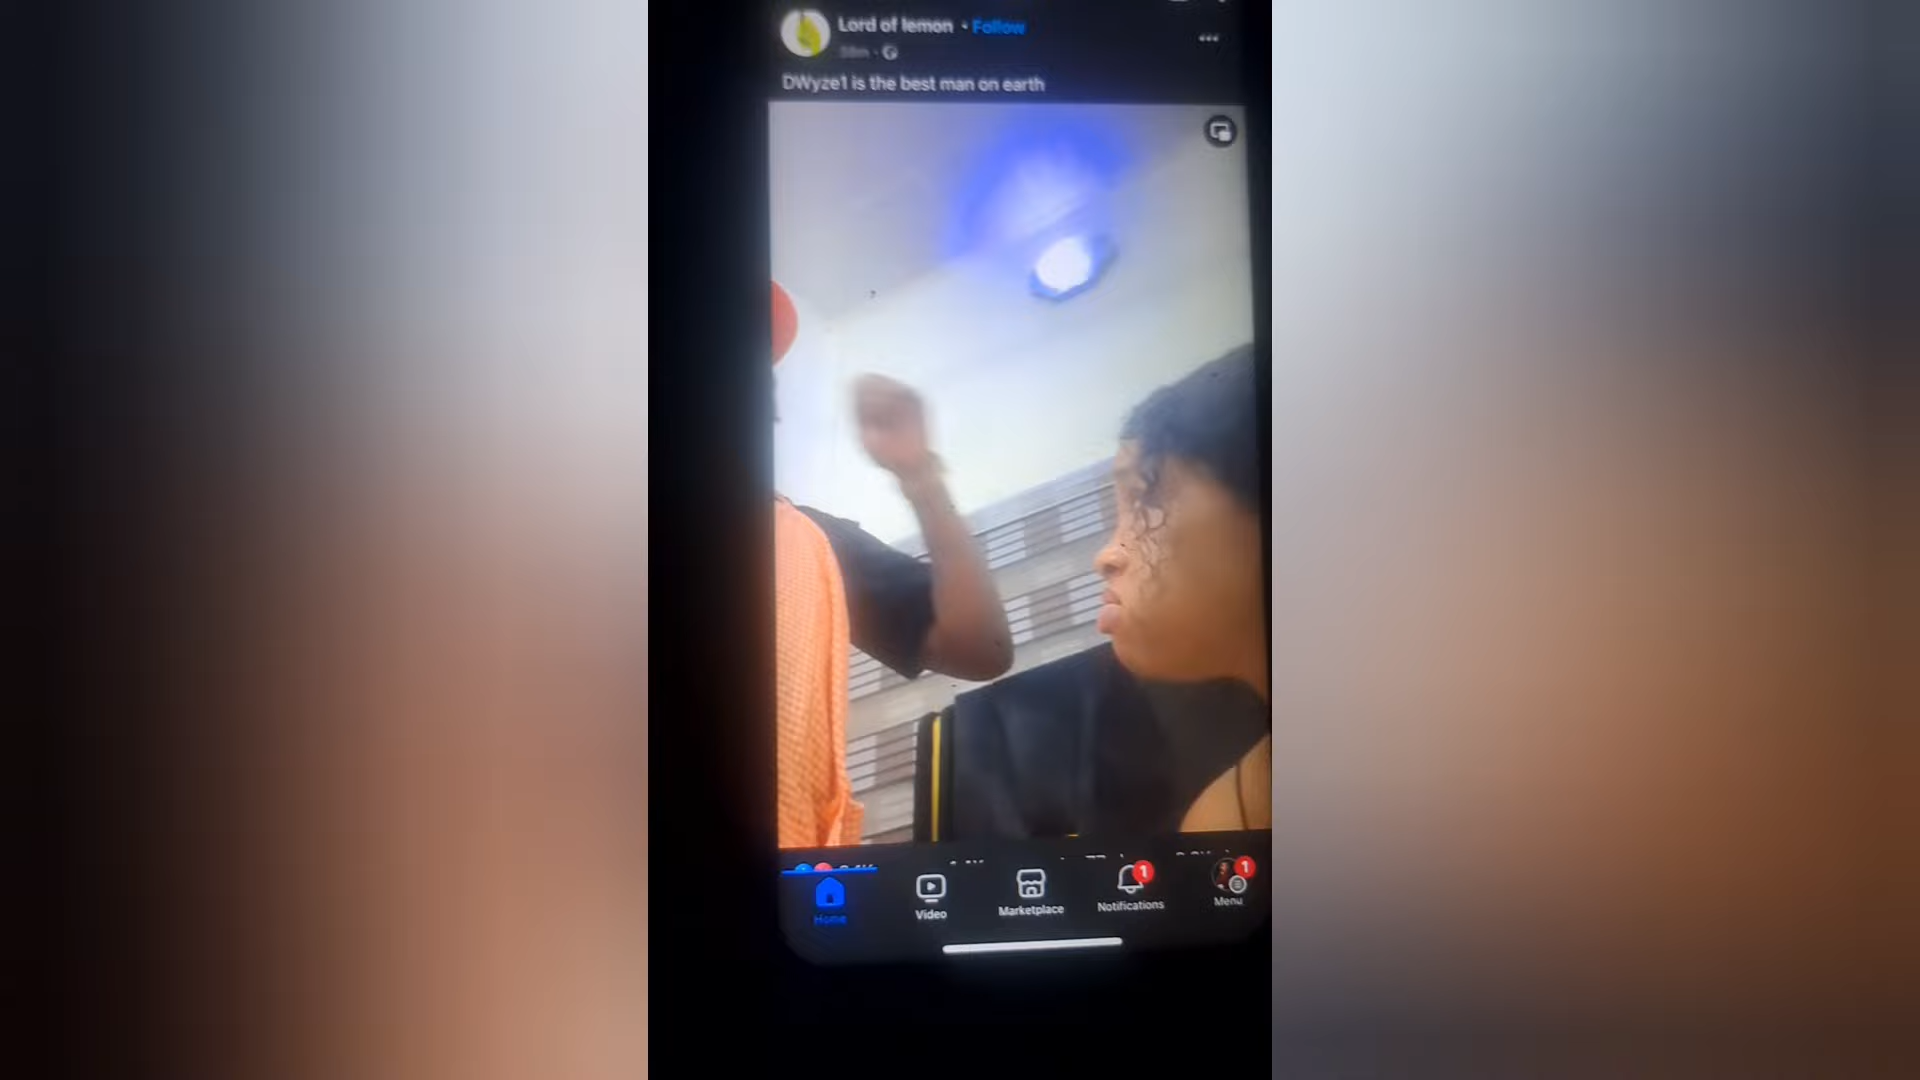 Lord of lemon • Follow
DWyze1 is the best man on earth
Home
Video
Marketplace
1
Notifications
1
Menu